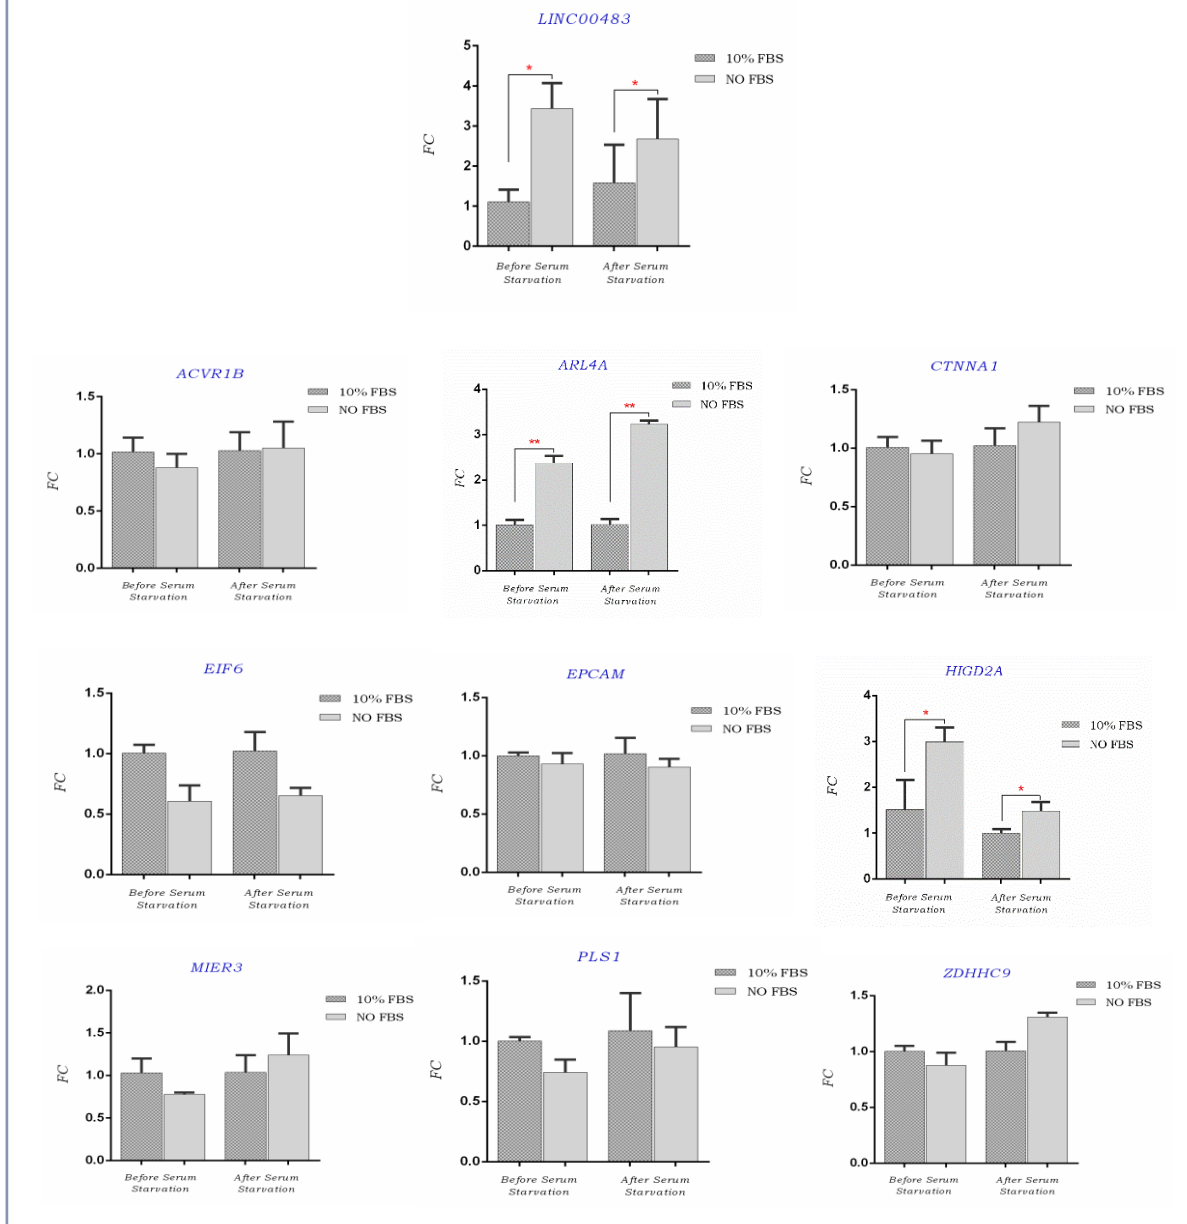 LINC00483
5
4
3
2
1
0
FC
*
*
10% FBS
NO FBS
Before Serum
Starvation
After Serum
Starvation
ACVR1B
1.5
1.0
0.5
0.0
FC
10% FBS
NO FBS
Before Serum
Starvation
After Serum
Starvation
ARL4A
4
3
2
1
0
FC
**
**
10% FBS
NO FBS
Before Serum
Starvation
After Serum
Starvation
CTNNA1
1.5
1.0
0.5
0.0
FC
10% FBS
NO FBS
Before Serum
Starvation
After Serum
Starvation
EIF6
1.5
1.0
0.5
0.0
FC
10% FBS
NO FBS
Before Serum
Starvation
After Serum
Starvation
EPCAM
1.5
1.0
0.5
0.0
FC
10% FBS
NO FBS
Before Serum
Starvation
After Serum
Starvation
HIGD2A
4
3
2
1
0
FC
*
*
10% FBS
NO FBS
Before Serum
Starvation
After Serum
Starvation
MIER3
2.0
1.5
1.0
0.5
0.0
FC
10% FBS
NO FBS
Before Serum
Starvation
After Serum
Starvation
PLS1
1.5
1.0
0.5
0.0
FC
10% FBS
NO FBS
Before Serum
Starvation
After Serum
Starvation
ZDHHC9
1.5
1.0
0.5
0.0
FC
10% FBS
NO FBS
Before Serum
Starvation
After Serum
Starvation